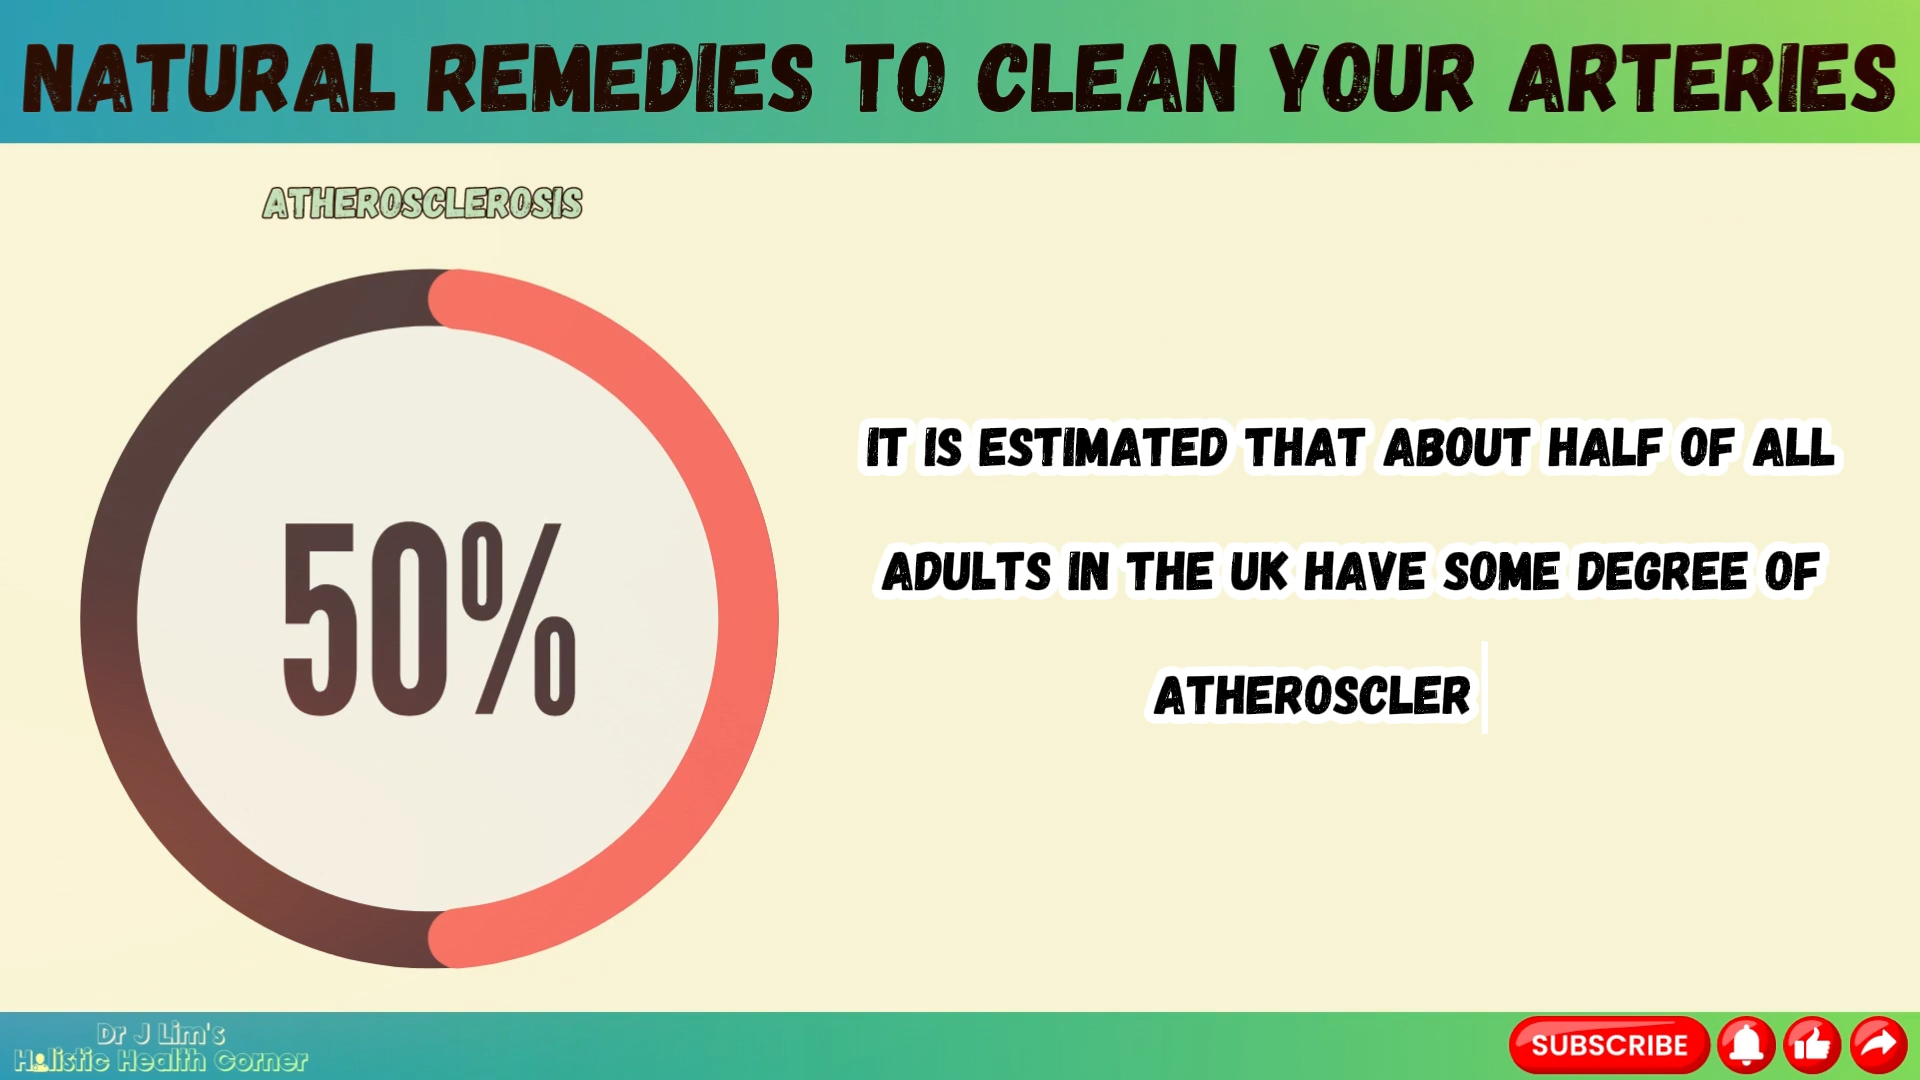 NATURAL REMEDIES TO CLEAN YOUR ARTERIES
ATHEROSCLEROSIS
50%
IT IS ESTIMATED THAT ABOUT HALF OF ALL
ADULTS IN THE UK HAVE SOME DEGREE OF
ATHEROSCLER
Dr J Lim's
Holistic Health Corner
SUBSCRIBE